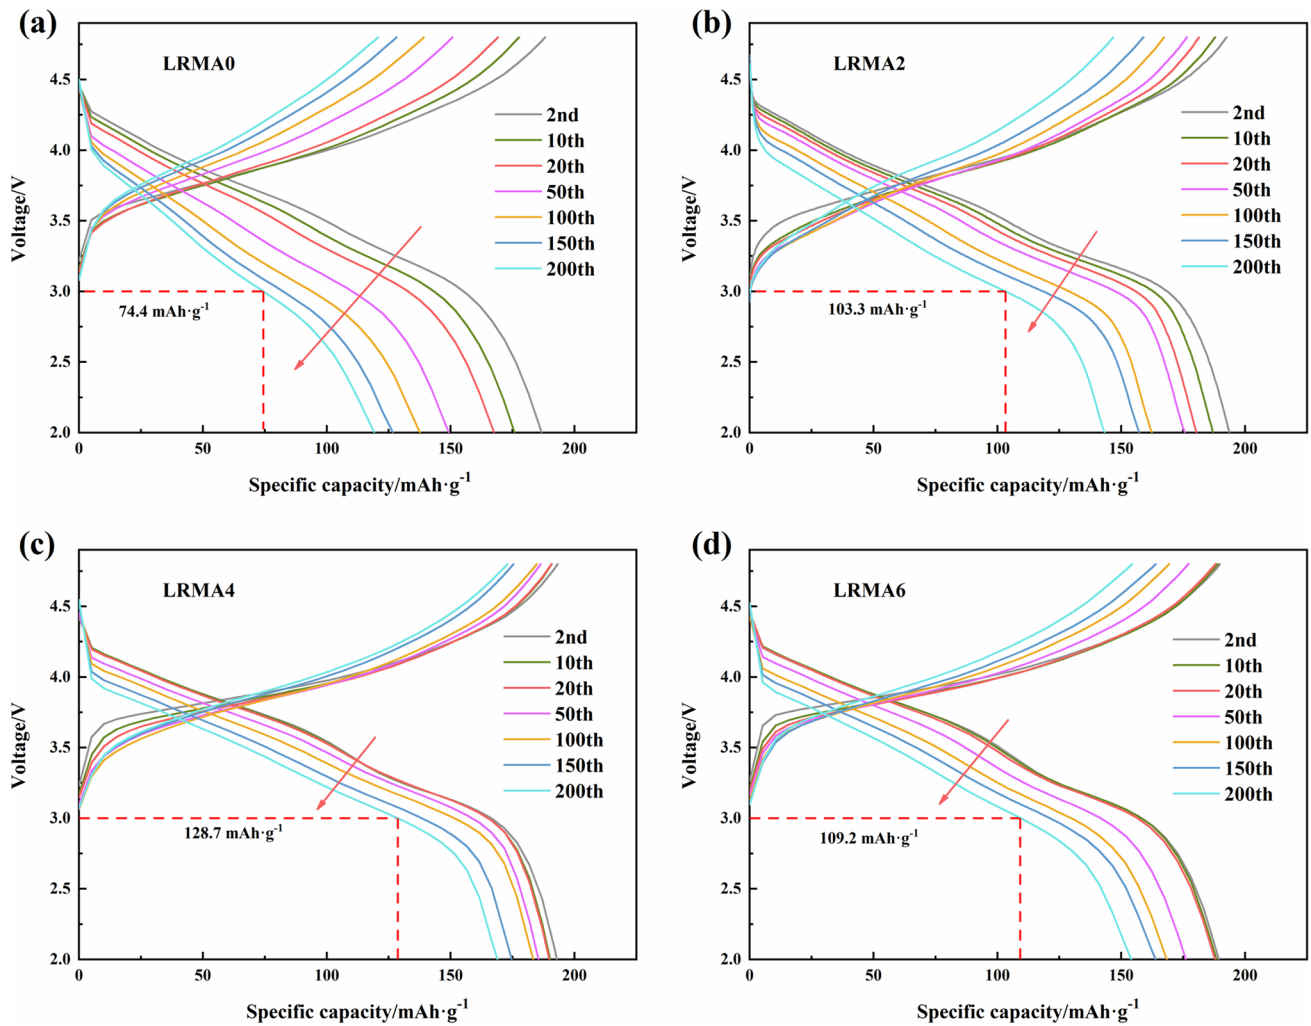 (a)
LRMA0
2nd
10th
20th
50th
100th
150th
200th
74.4 mAh·g⁻¹
4.5
4.0
3.5
3.0
2.5
2.0
Voltage/V
0
50
100
150
200
Specific capacity/mAh·g⁻¹
(b)
LRMA2
2nd
10th
20th
50th
100th
150th
200th
103.3 mAh·g⁻¹
4.5
4.0
3.5
3.0
2.5
2.0
Voltage/V
0
50
100
150
200
Specific capacity/mAh·g⁻¹
(c)
LRMA4
2nd
10th
20th
50th
100th
150th
200th
128.7 mAh·g⁻¹
4.5
4.0
3.5
3.0
2.5
2.0
Voltage/V
0
50
100
150
200
Specific capacity/mAh·g⁻¹
(d)
LRMA6
2nd
10th
20th
50th
100th
150th
200th
109.2 mAh·g⁻¹
4.5
4.0
3.5
3.0
2.5
2.0
Voltage/V
0
50
100
150
200
Specific capacity/mAh·g⁻¹